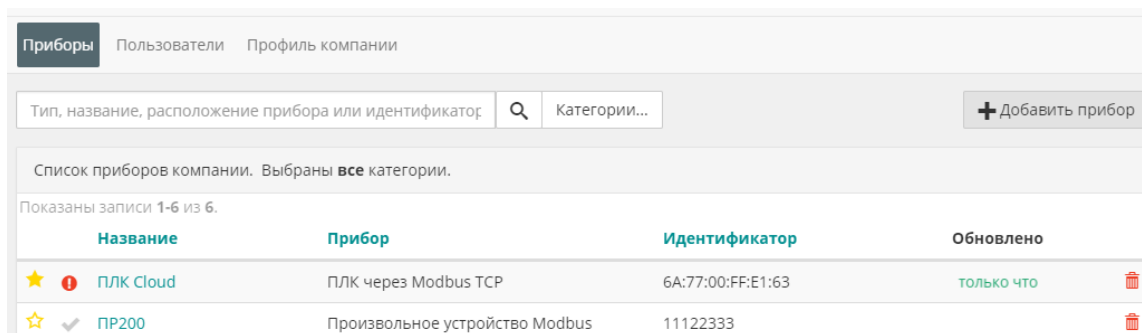 Приборы Пользователи Профиль компании
Тип, название, расположение прибора или идентификатор Категории... Добавить прибор
Список приборов компании. Выбраны все категории.
Показаны записи 1-6 из 6.
Название Прибор Идентификатор Обновлено
ПЛК Cloud ПЛК через Modbus TCP 6A:77:00:FF:E1:63 только что
ПР200 Произвольное устройство Modbus 11122333